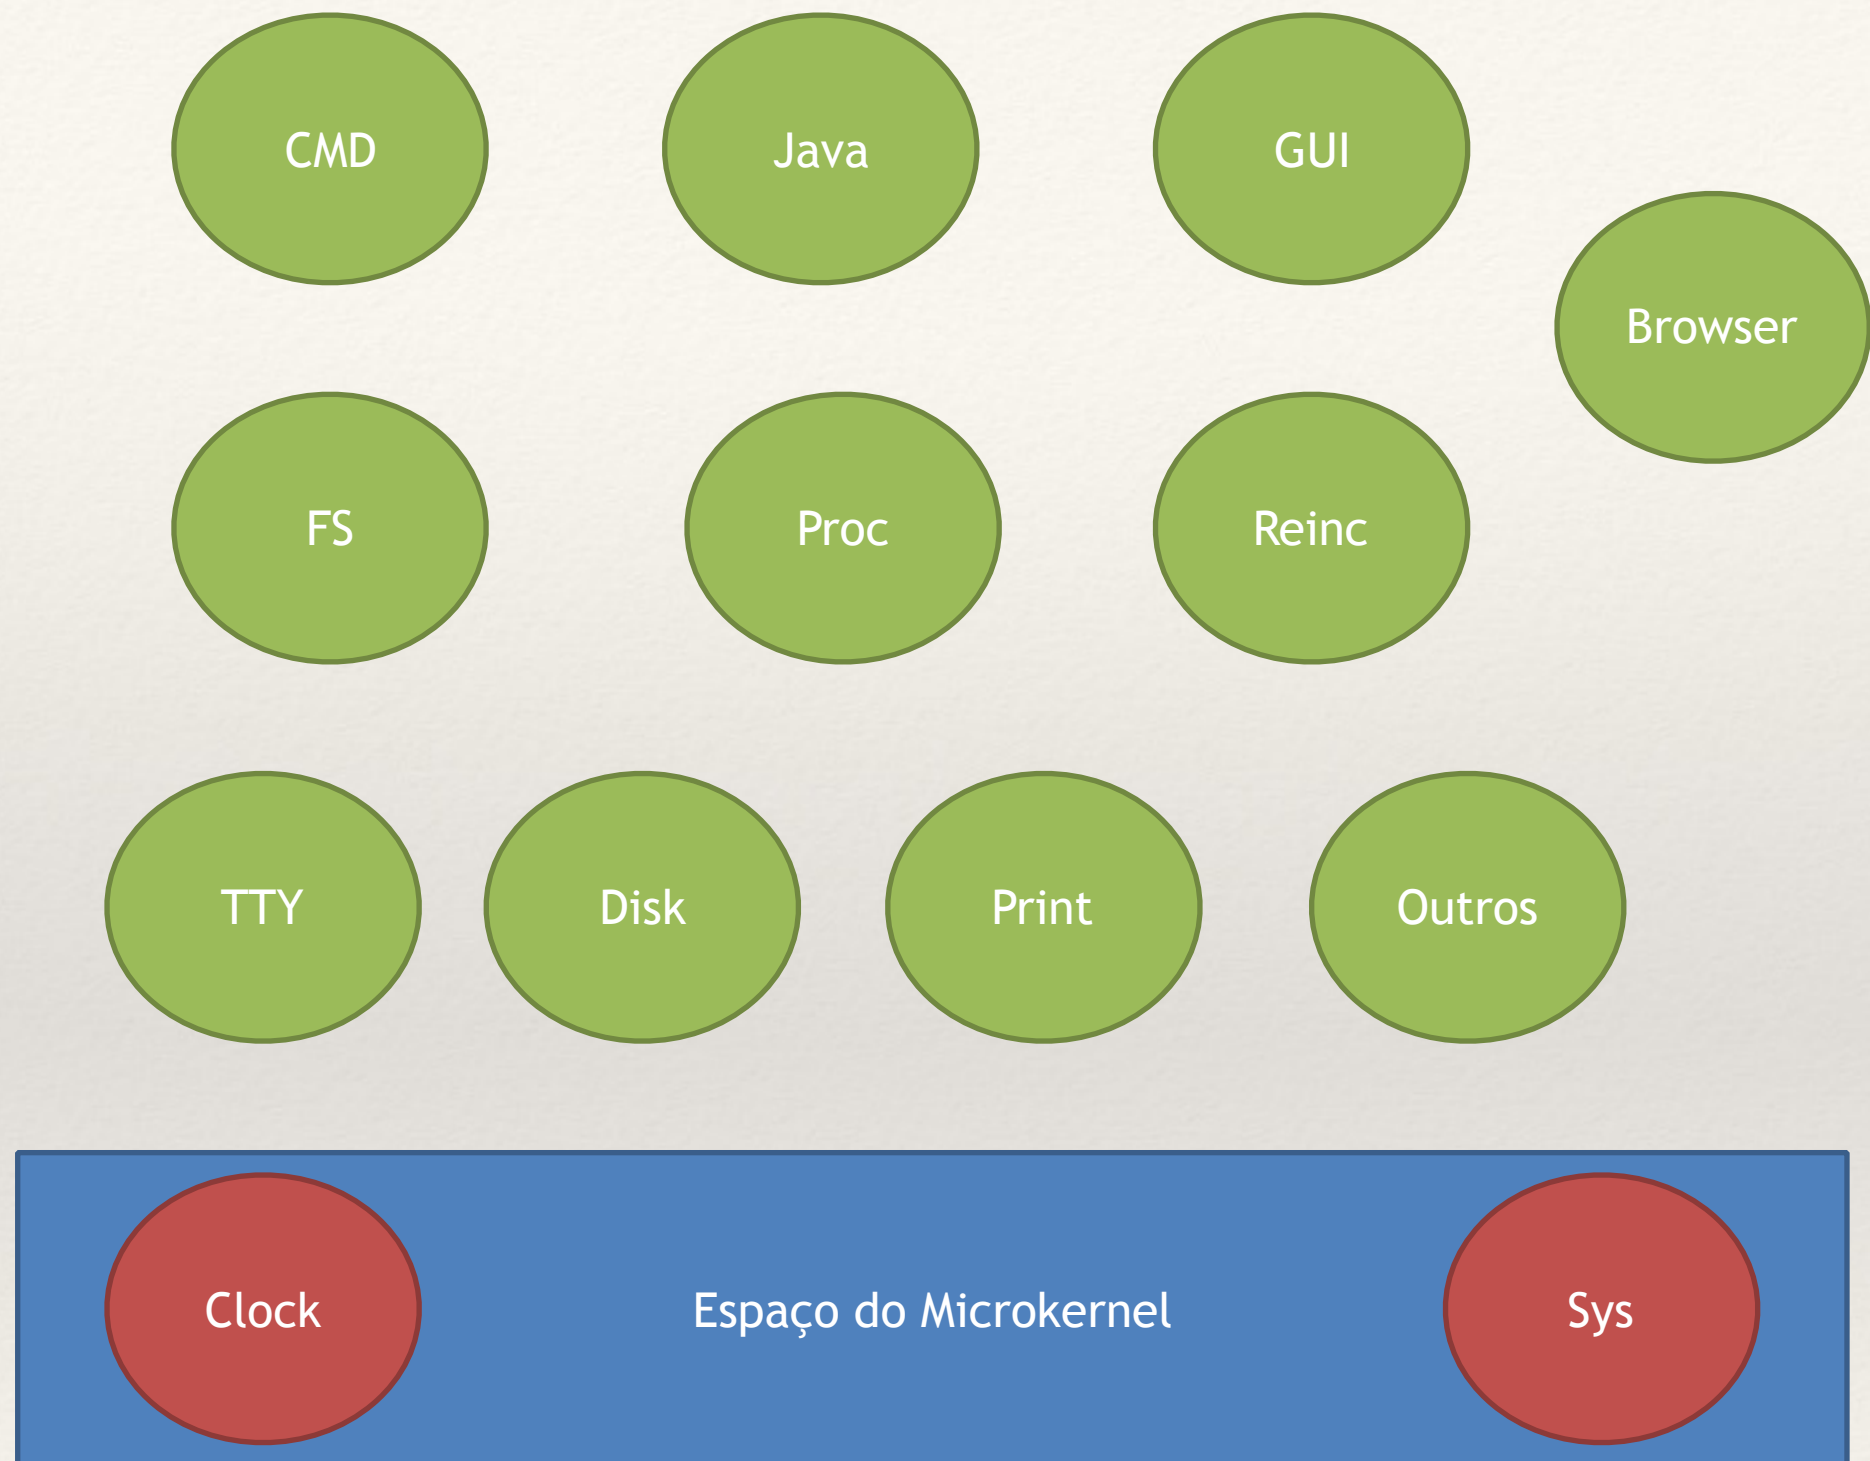 CMD
Java
GUI
Browser
FS
Proc
Reinc
TTY
Disk
Print
Outros
Clock
Espaço do Microkernel
Sys